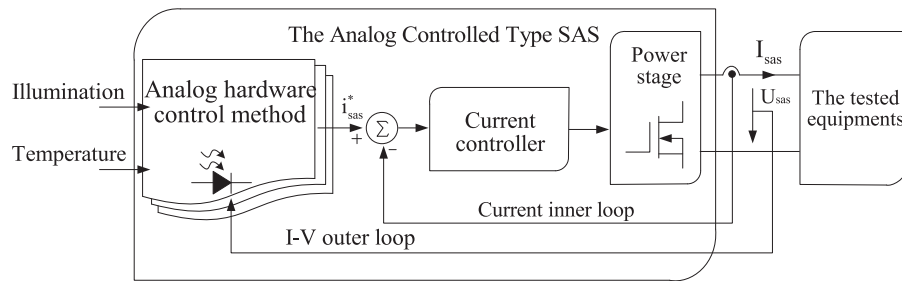 The Analog Controlled Type SAS
Illumination
Temperature
Analog hardware
control method
i*sas
+
Σ
−
Current
controller
Power
stage
Isas
Usas
The tested
equipments
Current inner loop
I-V outer loop